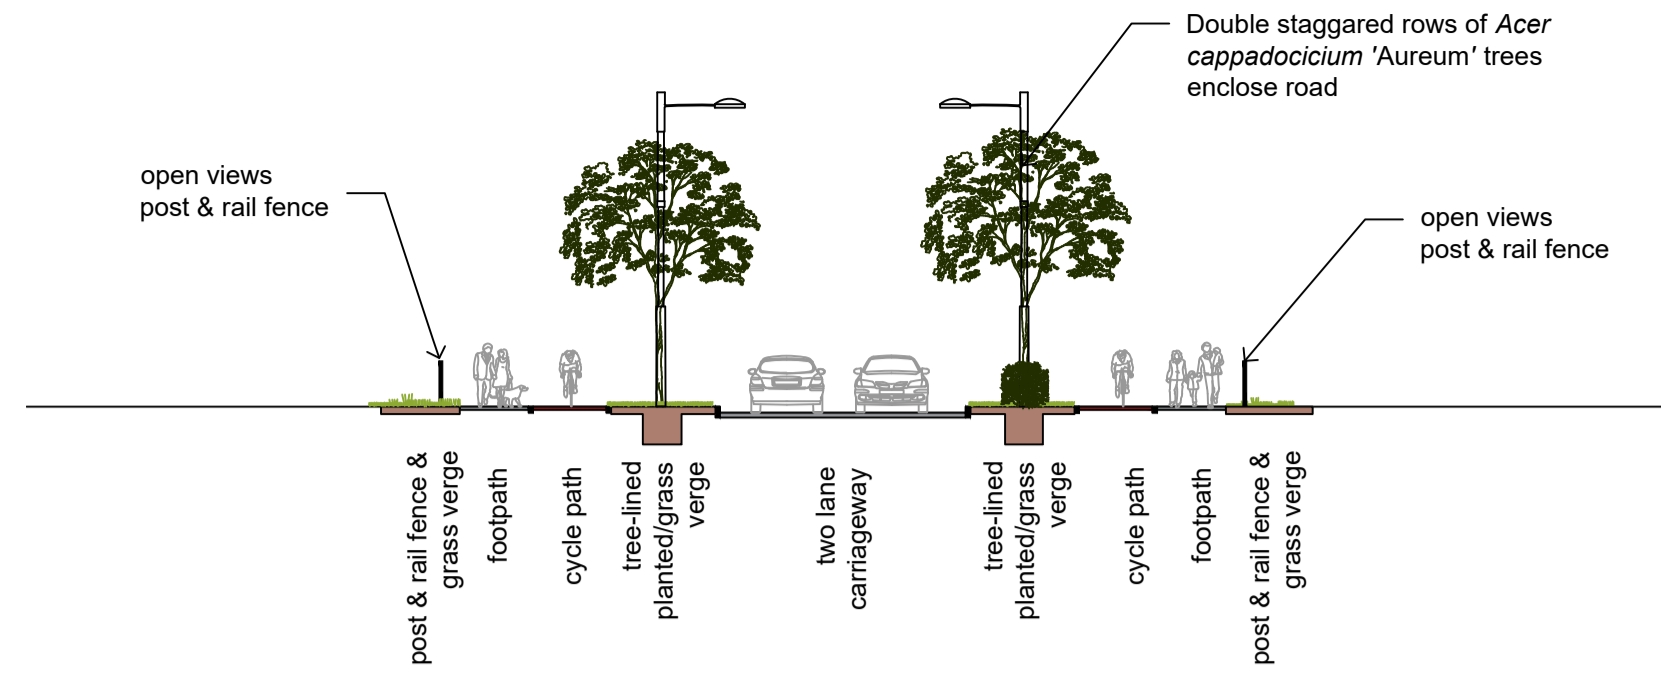 Double staggared rows of Acer
cappadocicium 'Aureum' trees
enclose road
open views
post & rail fence
open views
post & rail fence
post & rail fence &
grass verge
footpath
cycle path
tree-lined
planted/grass
verge
two lane
carriageway
tree-lined
planted/grass
verge
cycle path
footpath
post & rail fence &
grass verge